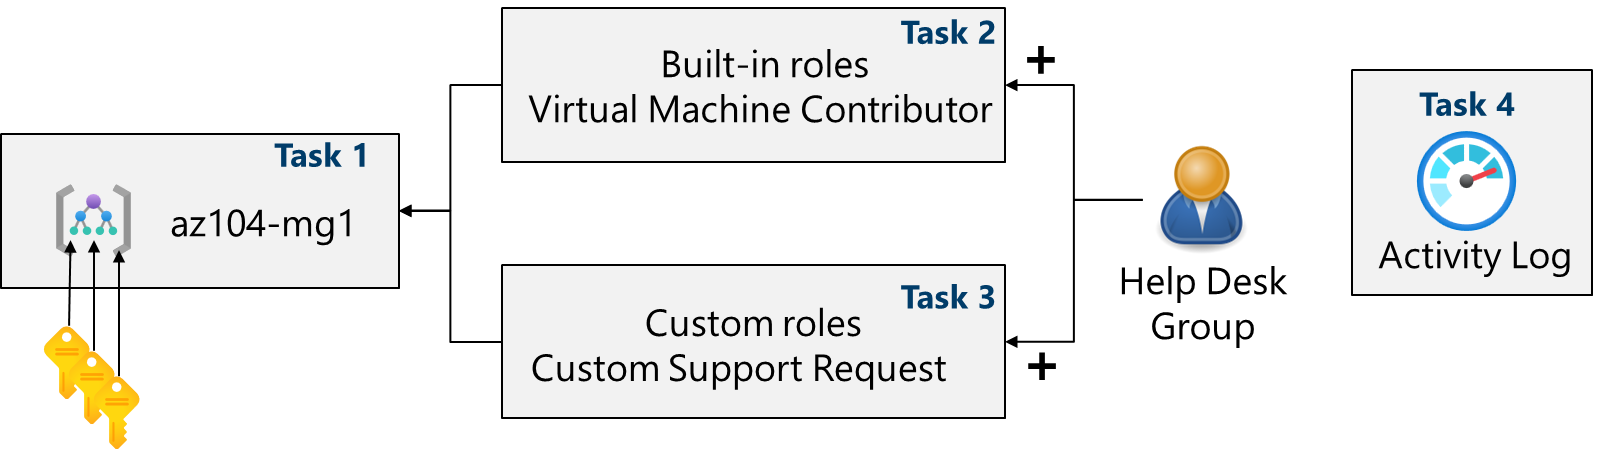 Task 1
az104-mg1
Task 2
Built-in roles
Virtual Machine Contributor
Task 3
Custom roles
Custom Support Request
+
+
Help Desk
Group
Task 4
Activity Log